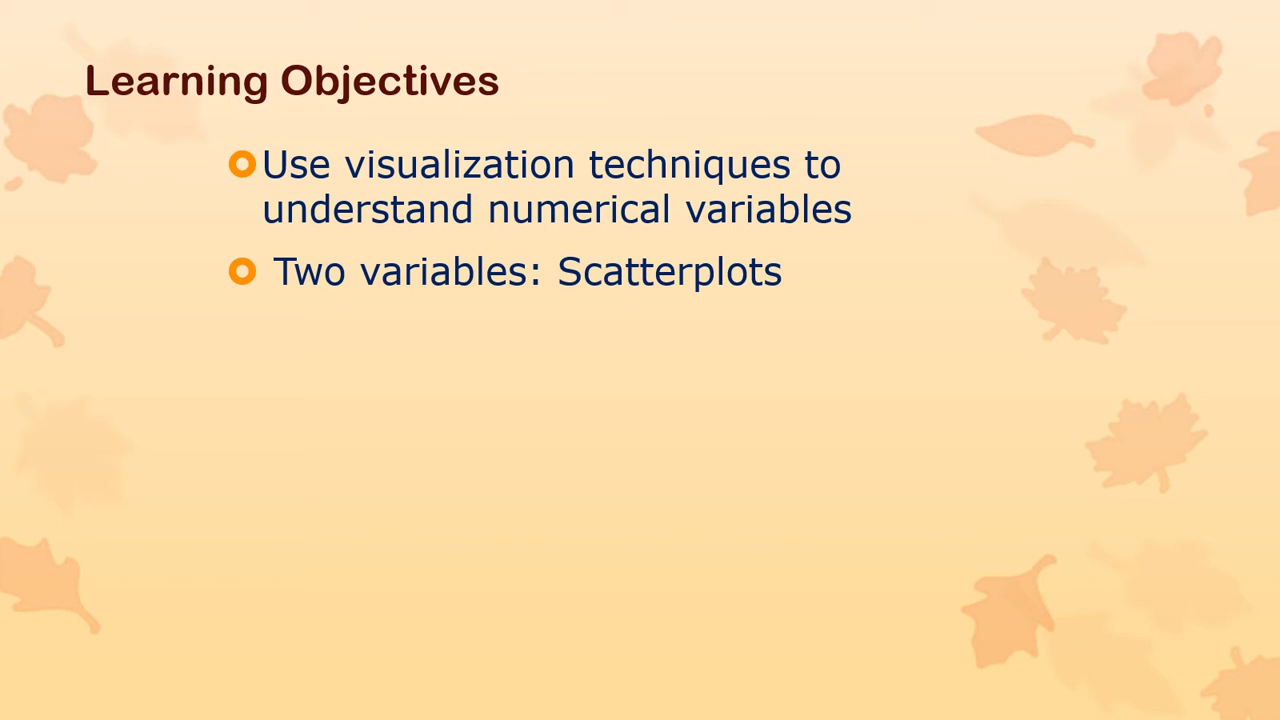 Learning Objectives
Use visualization techniques to
understand numerical variables
Two variables: Scatterplots